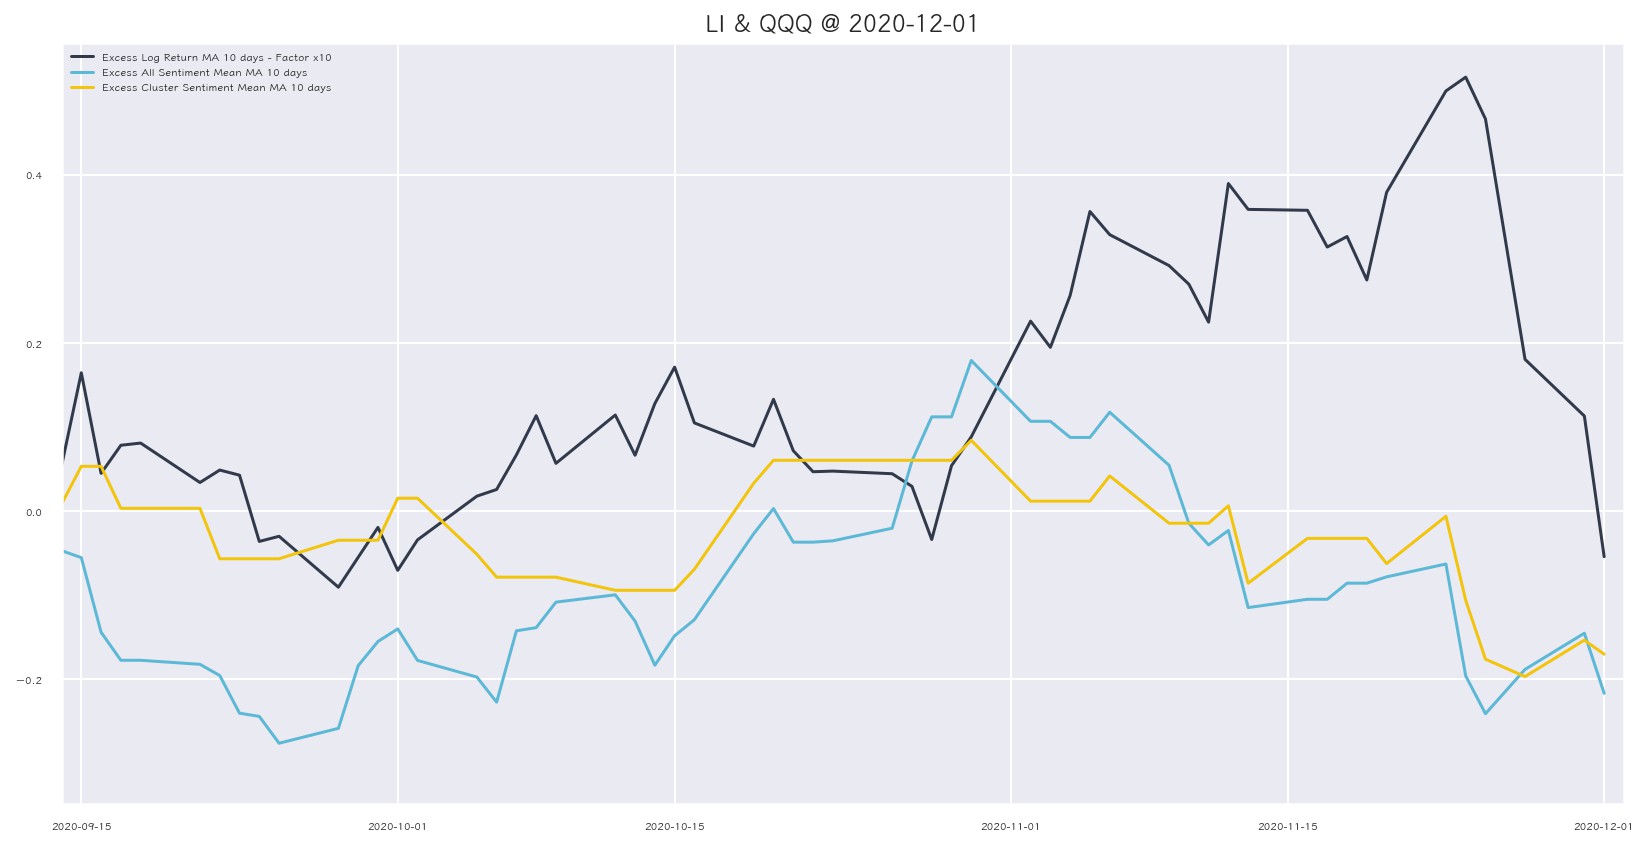 LI & QQQ @ 2020-12-01
Excess Log Return MA 10 days - Factor x10
Excess All Sentiment Mean MA 10 days
Excess Cluster Sentiment Mean MA 10 days
0.4
0.2
0.0
−0.2
2020-09-15 2020-10-01 2020-10-15 2020-11-01 2020-11-15 2020-12-01